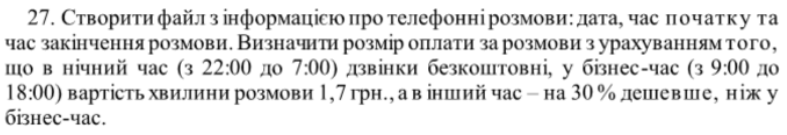 27. Створити файл з інформацією про телефонні розмови: дата, час початку та
час закінчення розмови. Визначити розмір оплати за розмови з урахуванням того,
що в нічний час (з 22:00 до 7:00) дзвінки безкоштовні, у бізнес-час (з 9:00 до
18:00) вартість хвилини розмови 1,7 грн., а в інший час – на 30 % дешевше, ніж у
бізнес-час.